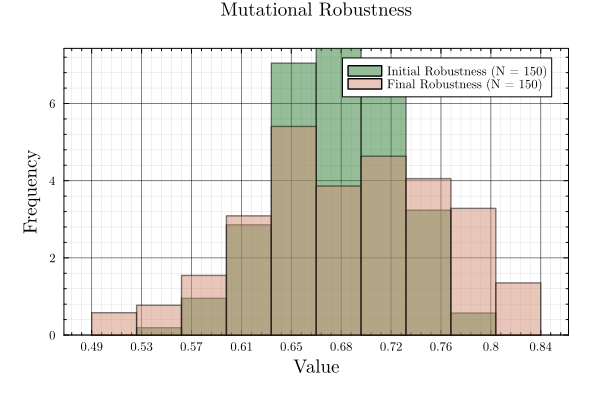 Mutational Robustness
Initial Robustness (N = 150)
Final Robustness (N = 150)
Frequency
6
4
2
0
0.49 0.53 0.57 0.61 0.65 0.68 0.72 0.76 0.8 0.84
Value